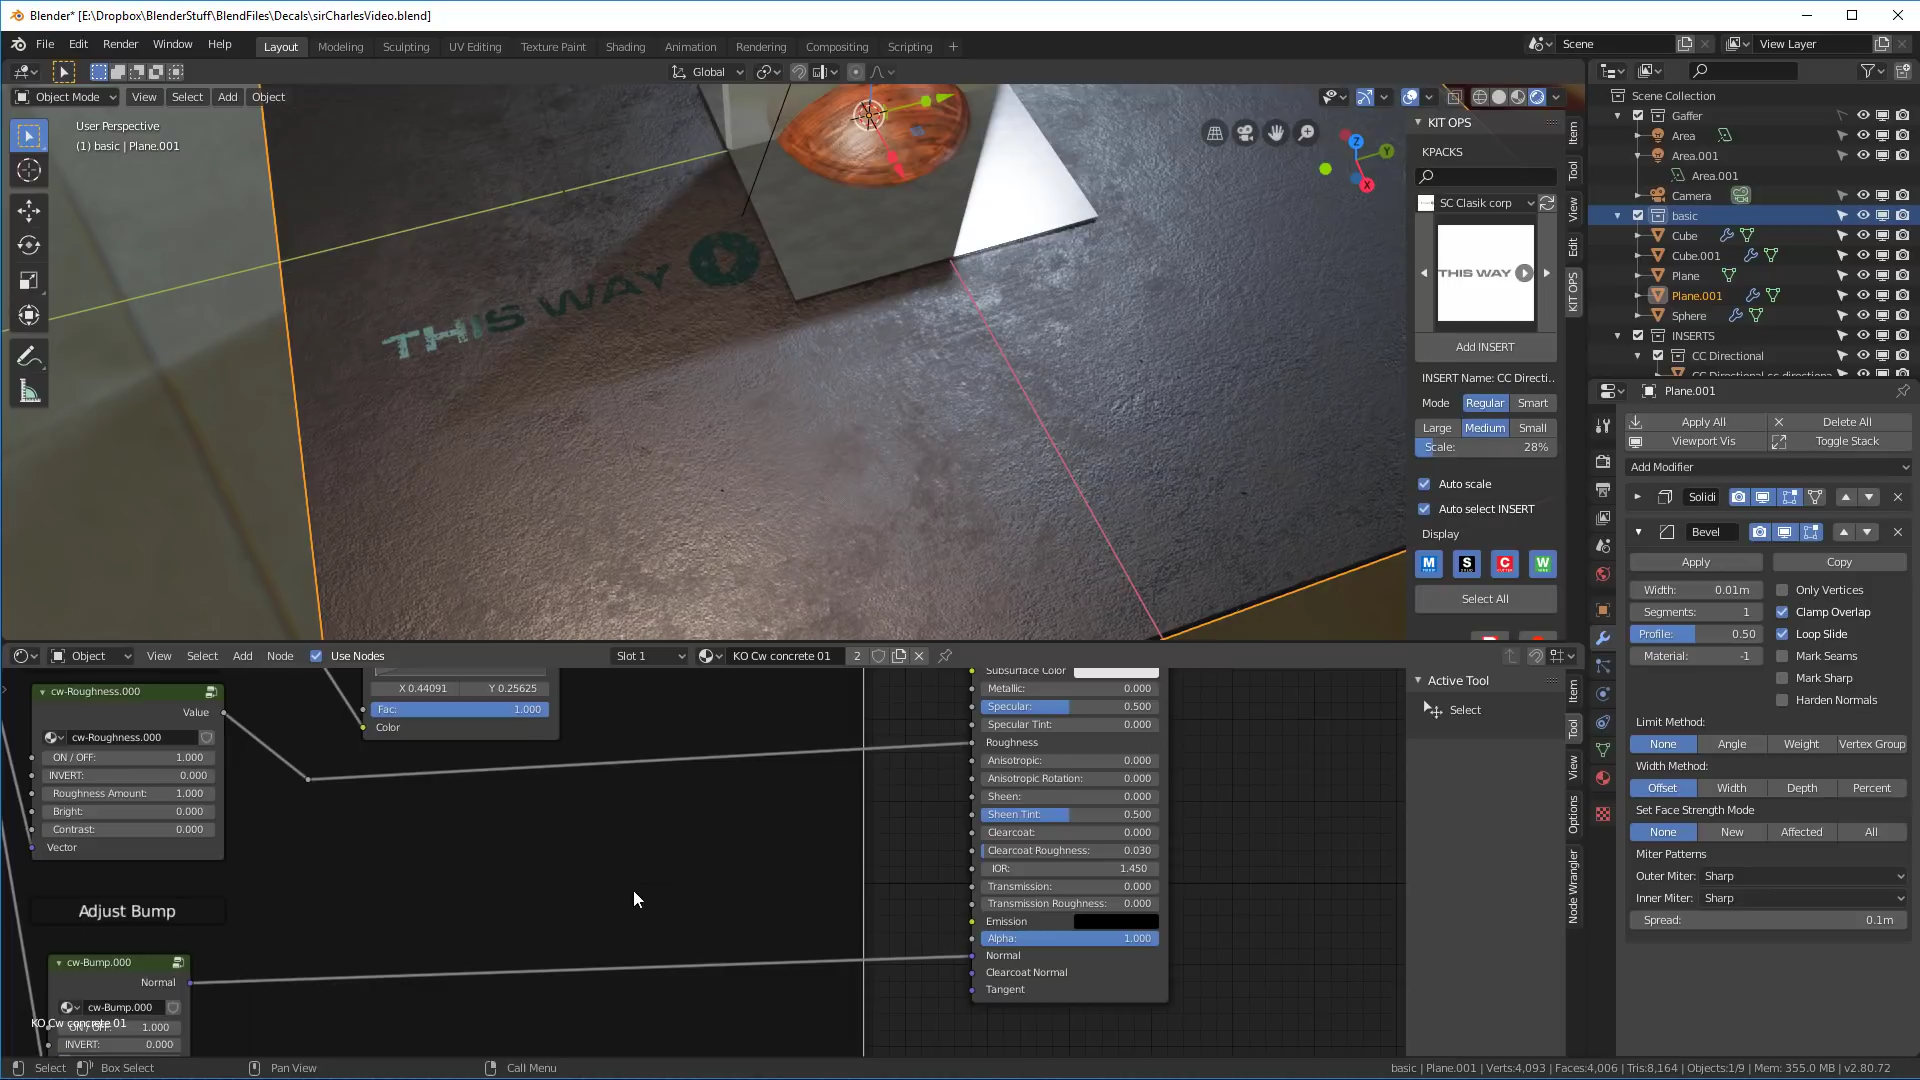 Blender* [E:\Dropbox\BlenderStuff\BlendFiles\Decals\sirCharlesVideo.blend]
File Edit Render Window Help Layout Modeling Sculpting UV Editing Texture Paint Shading Animation Rendering Compositing Scripting + Scene View Layer
Global
Object Mode View Select Add Object
User Perspective
(1) basic | Plane.001
THIS WAY
Z
Y
X
KIT OPS
KPACKS
SC Clasik corp
THIS WAY
Add INSERT
INSERT Name: CC Directi..
Mode Regular Smart
Large Medium Small
Scale: 28%
Auto scale
Auto select INSERT
Display
M S C W
Select All
Item
Tool
View
Edit
KIT OPS
Scene Collection
Gaffer
Area
Area.001
Area.001
Camera
basic
Cube
Cube.001
Plane
Plane.001
Sphere
INSERTS
CC Directional
Plane.001
Apply All Delete All
Viewport Vis Toggle Stack
Add Modifier
Solidi
Bevel
Apply Copy
Width: 0.01m Only Vertices
Segments: 1 Clamp Overlap
Profile: 0.50 Loop Slide
Material: -1 Mark Seams
Mark Sharp
Harden Normals
Limit Method:
None Angle Weight Vertex Group
Width Method:
Offset Width Depth Percent
Set Face Strength Mode
None New Affected All
Miter Patterns
Outer Miter: Sharp
Inner Miter: Sharp
Spread: 0.1m
Object View Select Add Node Use Nodes Slot 1 KO Cw concrete 01 2
cw-Roughness.000
Value
cw-Roughness.000
ON / OFF: 1.000
INVERT: 0.000
Roughness Amount: 1.000
Bright: 0.000
Contrast: 0.000
Vector
X 0.44091 Y 0.25625
Fac: 1.000
Color
Adjust Bump
cw-Bump.000
Normal
cw-Bump.000
KO Cw concrete 01
ON / OFF: 1.000
INVERT: 0.000
Subsurface Color
Metallic: 0.000
Specular: 0.500
Specular Tint: 0.000
Roughness
Anisotropic: 0.000
Anisotropic Rotation: 0.000
Sheen: 0.000
Sheen Tint: 0.500
Clearcoat: 0.000
Clearcoat Roughness: 0.030
IOR: 1.450
Transmission: 0.000
Transmission Roughness: 0.000
Emission
Alpha: 1.000
Normal
Clearcoat Normal
Tangent
Active Tool
Select
Item
Tool
View
Options
Node Wrangler
Select Box Select Pan View Call Menu basic | Plane.001 | Verts:4,093 | Faces:4,006 | Tris:8,164 | Objects:1/9 | Mem: 355.0 MB | v2.80.72